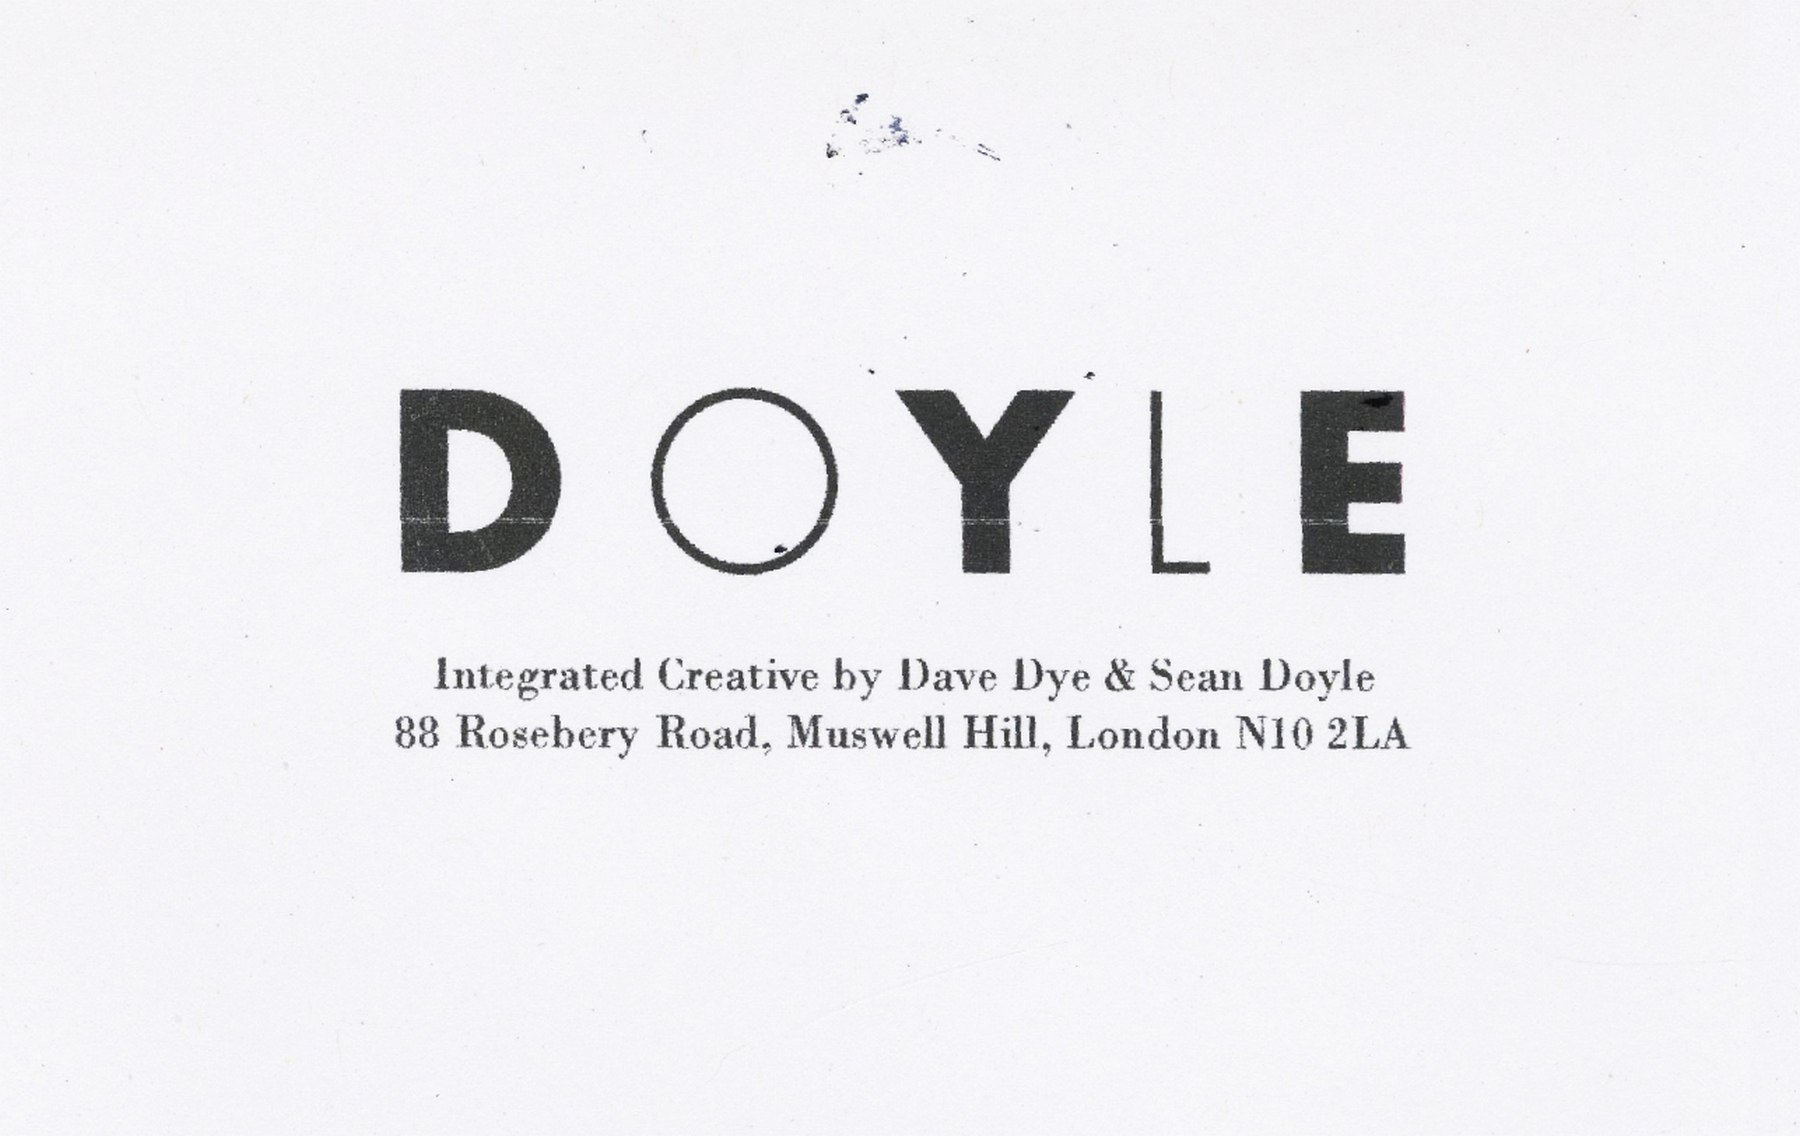 DOYLE
Integrated Creative by Dave Dye & Sean Doyle
88 Rosebery Road, Muswell Hill, London N10 2LA